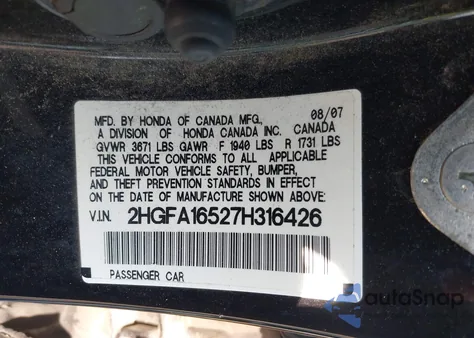 MFD. BY HONDA OF CANADA MFG., 08/07
A DIVISION OF HONDA CANADA INC. CANADA
GVWR 3671 LBS GAWR F 1940 LBS R 1731 LBS
THIS VEHICLE CONFORMS TO ALL APPLICABLE
FEDERAL MOTOR VEHICLE SAFETY, BUMPER,
AND THEFT PREVENTION STANDARDS IN EFFECT
ON THE DATE OF MANUFACTURE SHOWN ABOVE.
V.I.N. 2HGFA16527H316426
PASSENGER CAR
autoSnap